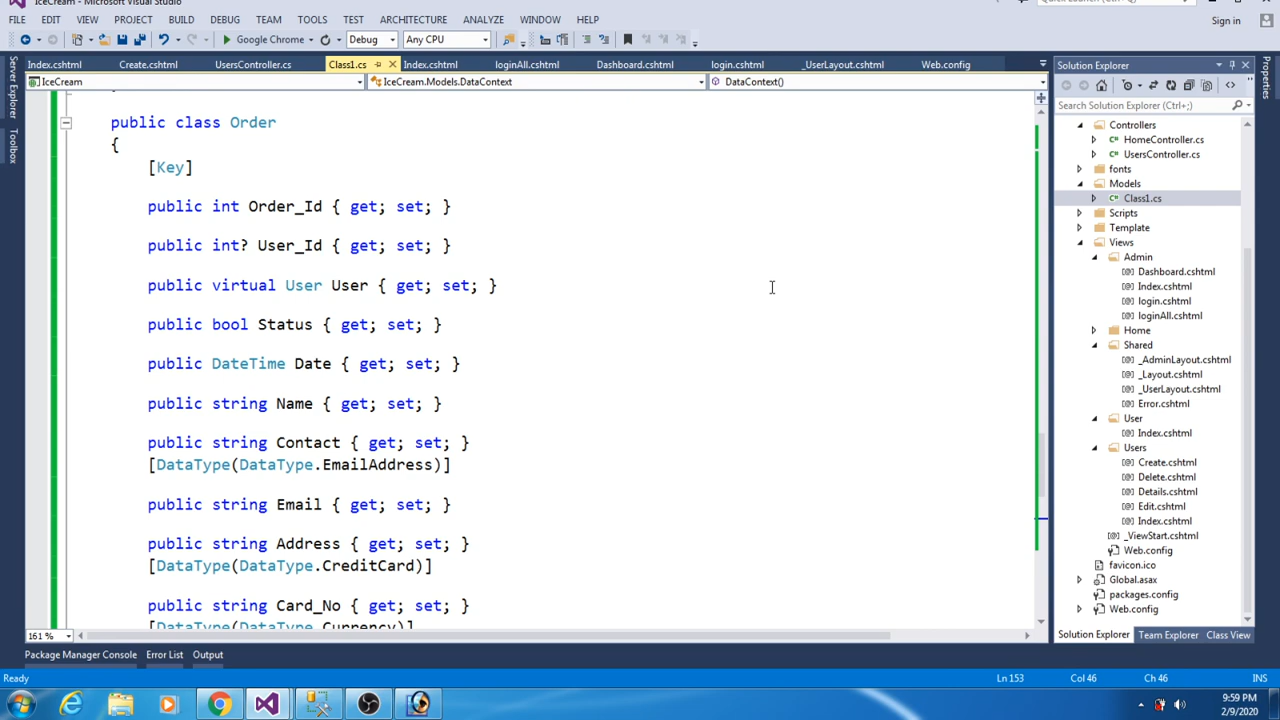 IceCream - Microsoft Visual Studio
FILE EDIT VIEW PROJECT BUILD DEBUG TEAM TOOLS TEST ARCHITECTURE ANALYZE WINDOW HELP Sign in
Google Chrome Debug Any CPU
Index.cshtml Create.cshtml UsersController.cs Class1.cs Index.cshtml loginAll.cshtml Dashboard.cshtml login.cshtml _UserLayout.cshtml Web.config
IceCream IceCream.Models.DataContext DataContext()
Server Explorer
Toolbox
public class Order
{
[Key]
public int Order_Id { get; set; }
public int? User_Id { get; set; }
public virtual User User { get; set; }
public bool Status { get; set; }
public DateTime Date { get; set; }
public string Name { get; set; }
public string Contact { get; set; }
[DataType(DataType.EmailAddress)]
public string Email { get; set; }
public string Address { get; set; }
[DataType(DataType.CreditCard)]
public string Card_No { get; set; }
[DataType(DataType.Currency)]
161 %
Solution Explorer
Search Solution Explorer (Ctrl+;)
Controllers
HomeController.cs
UsersController.cs
fonts
Models
Class1.cs
Scripts
Template
Views
Admin
Dashboard.cshtml
Index.cshtml
login.cshtml
loginAll.cshtml
Home
Shared
_AdminLayout.cshtml
_Layout.cshtml
_UserLayout.cshtml
Error.cshtml
User
Index.cshtml
Users
Create.cshtml
Delete.cshtml
Details.cshtml
Edit.cshtml
Index.cshtml
_ViewStart.cshtml
Web.config
favicon.ico
Global.asax
packages.config
Web.config
Solution Explorer Team Explorer Class View
Properties
Package Manager Console Error List Output
Ready Ln 153 Col 46 Ch 46 INS
9:59 PM
2/9/2020